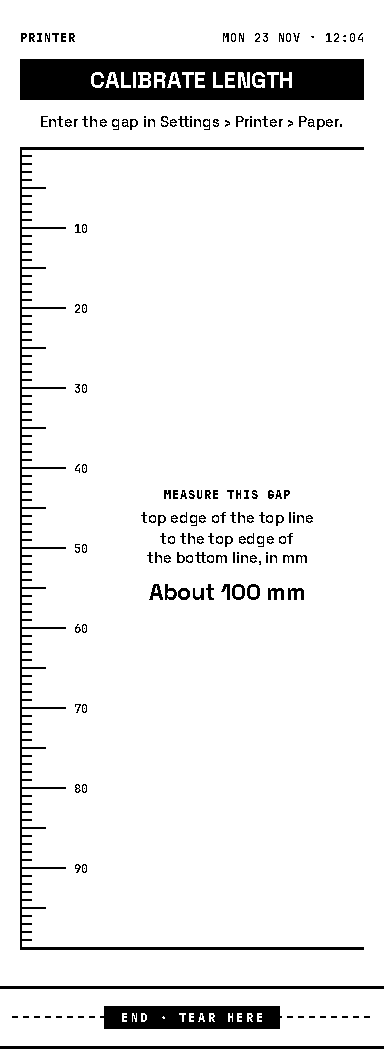 PRINTER
MON 23 NOV · 12:04
CALIBRATE LENGTH
Enter the gap in Settings > Printer > Paper.
10
20
30
40
MEASURE THIS GAP
top edge of the top line
to the top edge of
50
the bottom line, in mm
About 100 mm
60
70
80
90
END · TEAR HERE